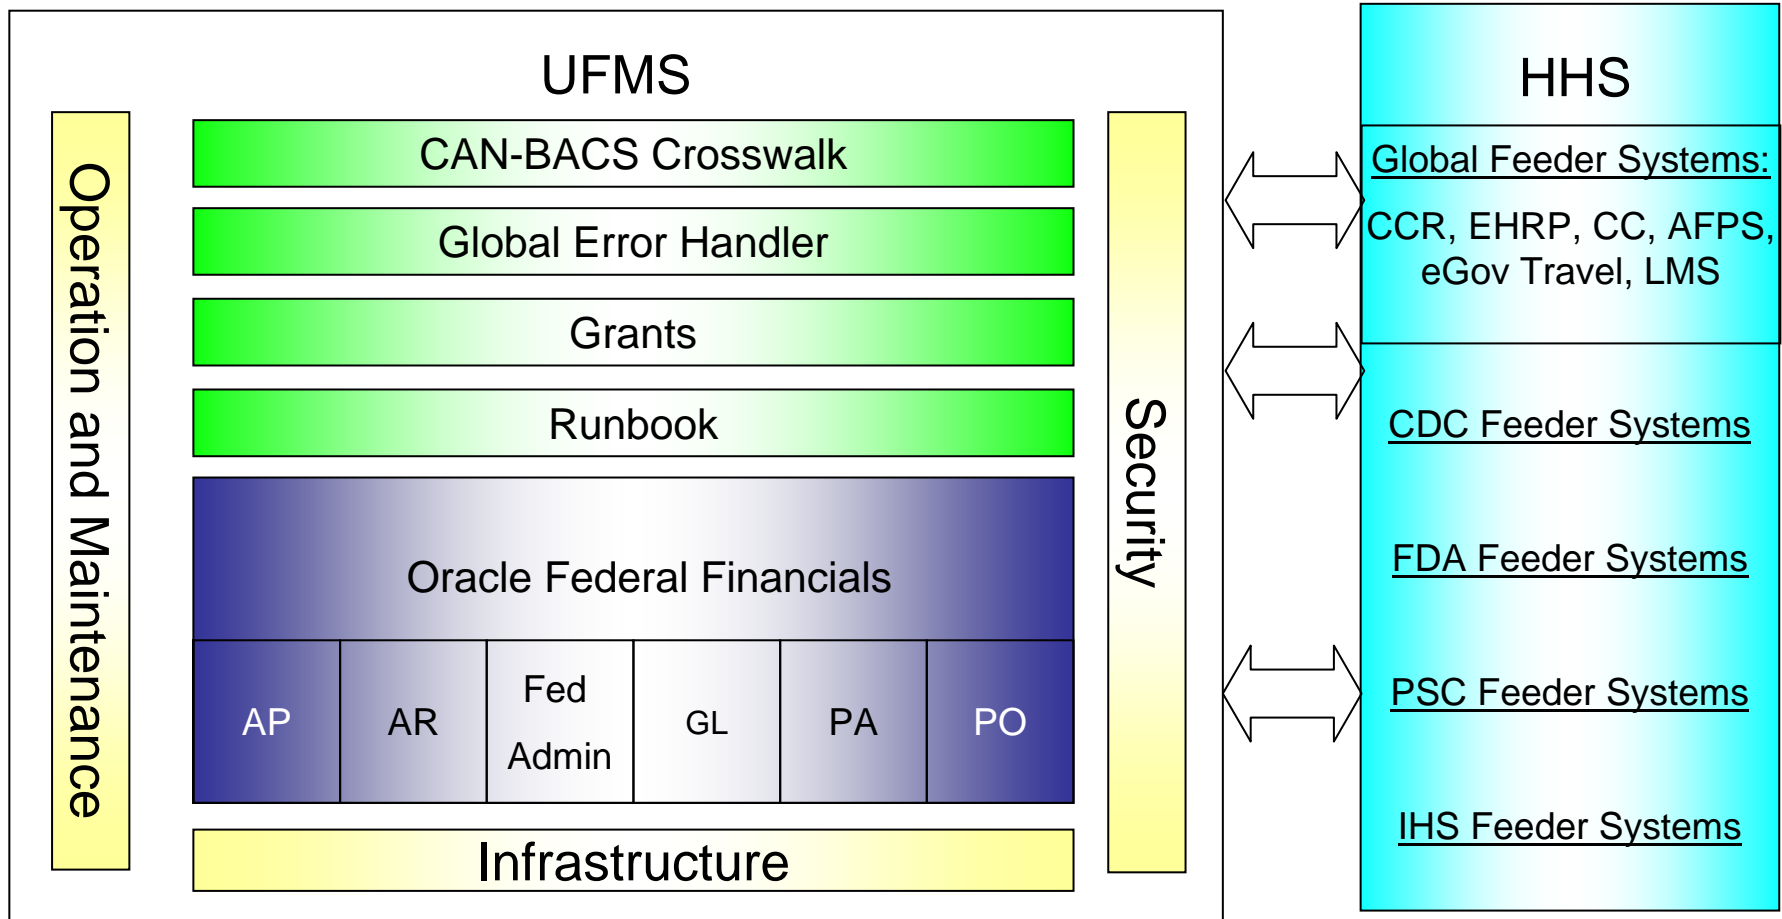 UFMS
Operation and Maintenance
CAN-BACS Crosswalk
Global Error Handler
Grants
Runbook
Oracle Federal Financials
AP
AR
Fed
Admin
GL
PA
PO
Infrastructure
Security
HHS
Global Feeder Systems:
CCR, EHRP, CC, AFPS,
eGov Travel, LMS
CDC Feeder Systems
FDA Feeder Systems
PSC Feeder Systems
IHS Feeder Systems